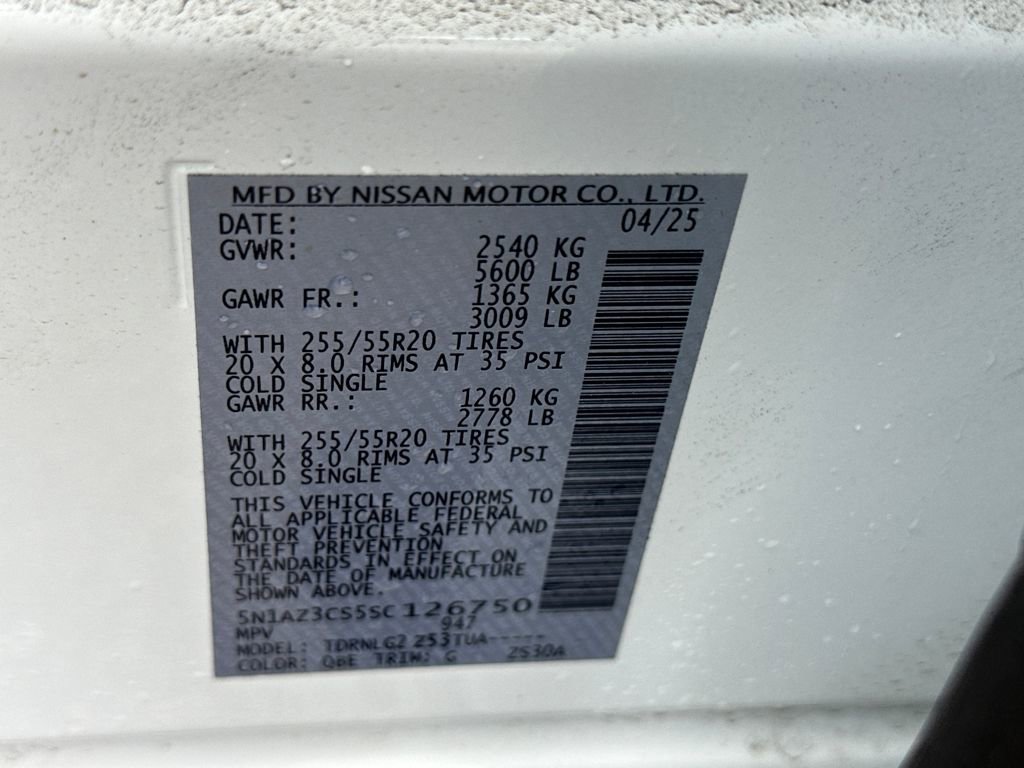 MFD BY NISSAN MOTOR CO., LTD.
DATE: 04/25
GVWR: 2540 KG
5600 LB
GAWR FR.: 1365 KG
3009 LB
WITH 255/55R20 TIRES
20 X 8.0 RIMS AT 35 PSI
COLD SINGLE
GAWR RR.: 1260 KG
2778 LB
WITH 255/55R20 TIRES
20 X 8.0 RIMS AT 35 PSI
COLD SINGLE
THIS VEHICLE CONFORMS TO
ALL APPLICABLE FEDERAL
MOTOR VEHICLE SAFETY AND
THEFT PREVENTION
STANDARDS IN EFFECT ON
THE DATE OF MANUFACTURE
SHOWN ABOVE.
5N1AZ3CS5SC126750
MPV 947
MODEL: TDRNLG2 Z53TUA-----
COLOR: QBE TRIM: G